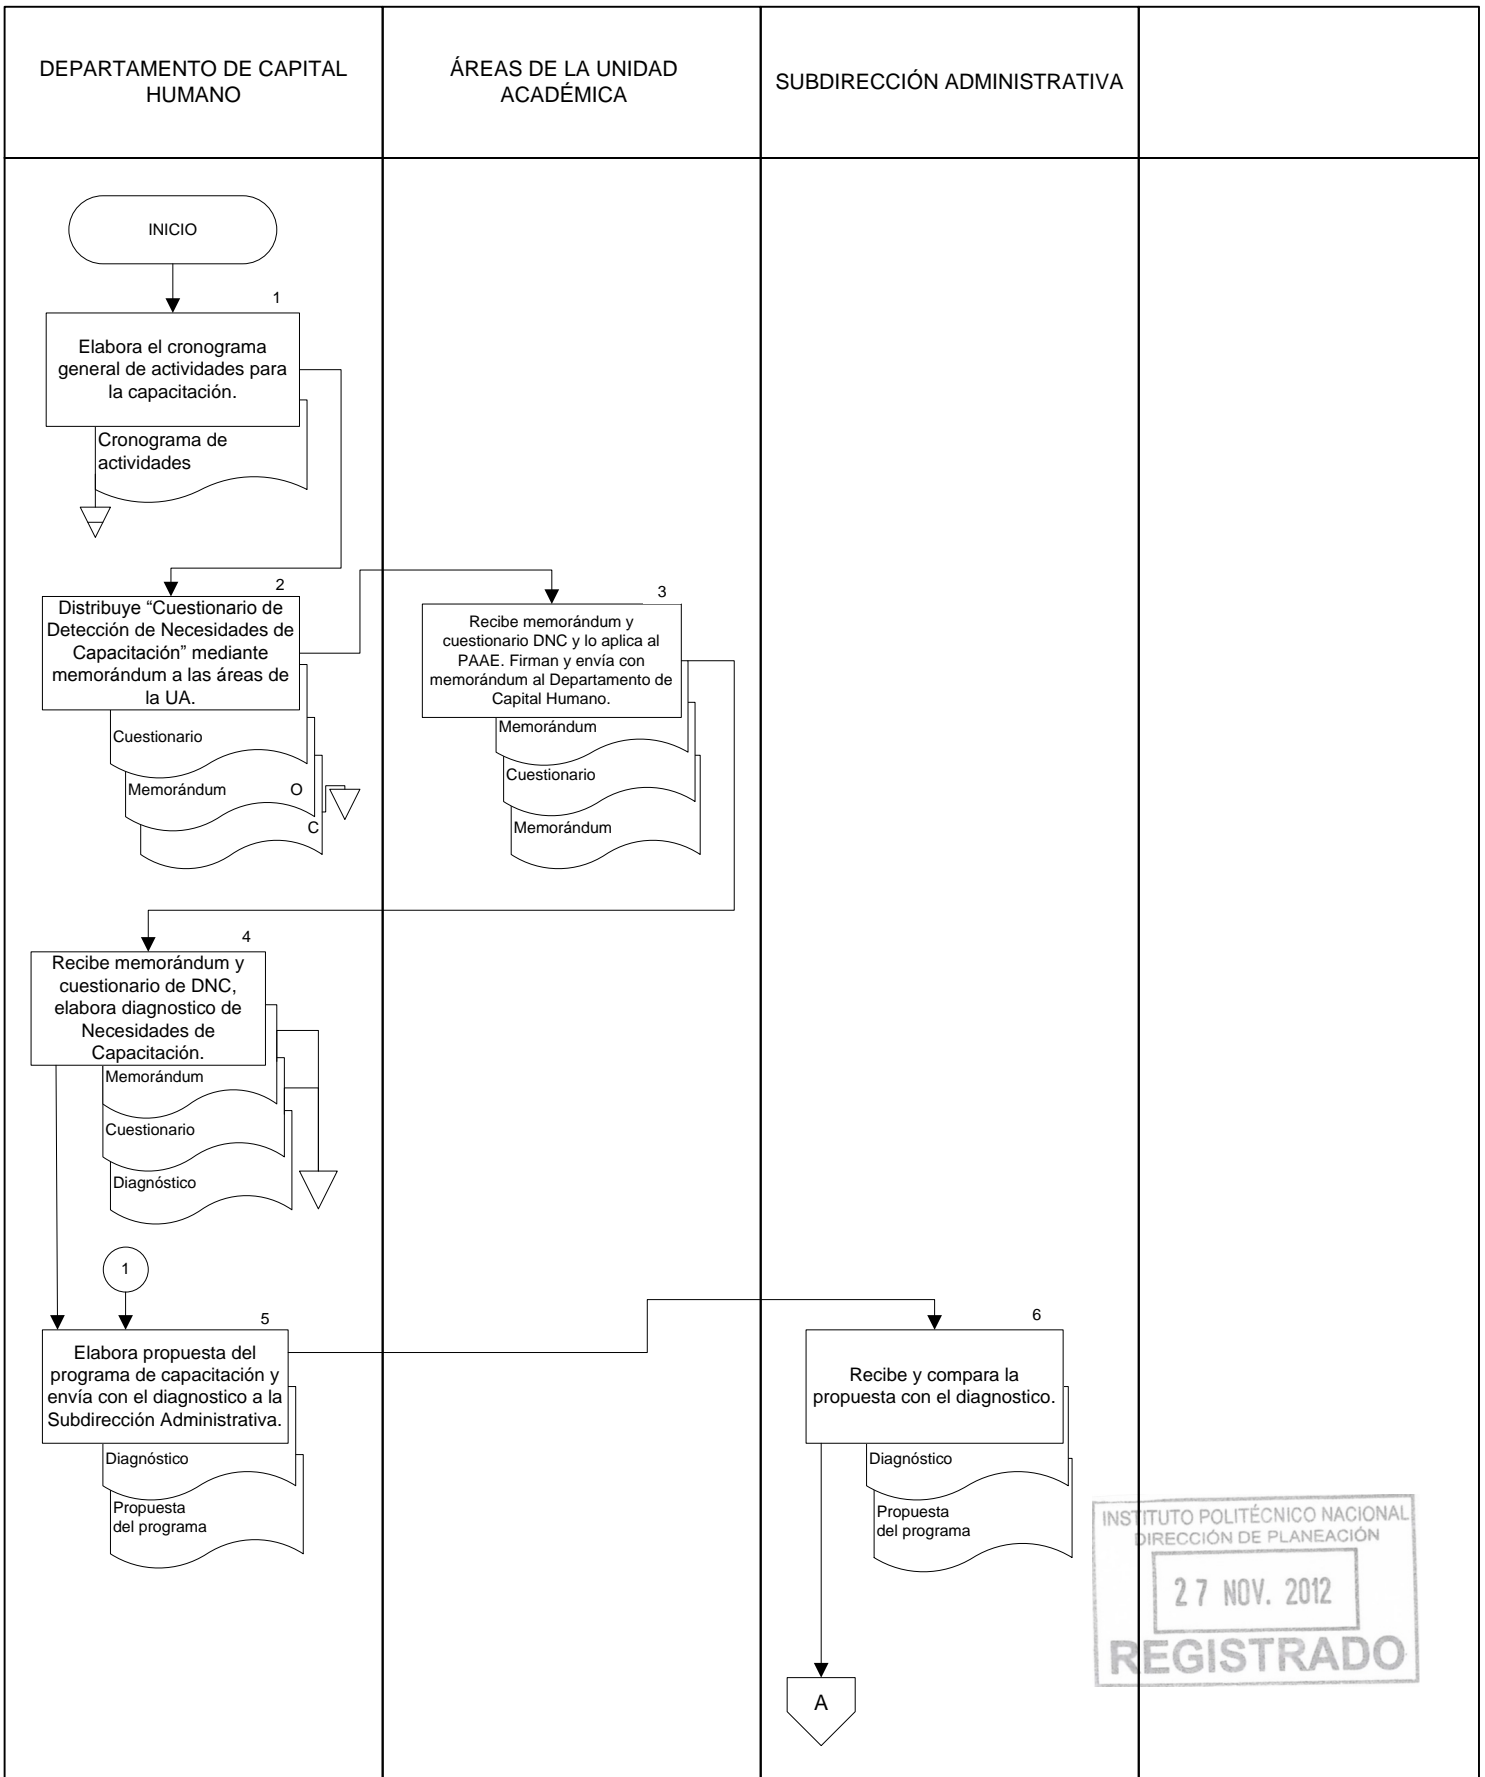 DEPARTAMENTO DE CAPITAL
HUMANO
ÁREAS DE LA UNIDAD
ACADÉMICA
SUBDIRECCIÓN ADMINISTRATIVA
INICIO
1
Elabora el cronograma
general de actividades para
la capacitación.
Cronograma de
actividades
2
Distribuye “Cuestionario de
Detección de Necesidades de
Capacitación” mediante
memorándum a las áreas de
la UA.
Cuestionario
Memorándum O
C
3
Recibe memorándum y
cuestionario DNC y lo aplica al
PAAE. Firman y envía con
memorándum al Departamento de
Capital Humano.
Memorándum
Cuestionario
Memorándum
4
Recibe memorándum y
cuestionario de DNC,
elabora diagnostico de
Necesidades de
Capacitación.
Memorándum
Cuestionario
Diagnóstico
1
5
Elabora propuesta del
programa de capacitación y
envía con el diagnostico a la
Subdirección Administrativa.
Diagnóstico
Propuesta
del programa
6
Recibe y compara la
propuesta con el diagnostico.
Diagnóstico
Propuesta
del programa
A
INSTITUTO POLITÉCNICO NACIONAL
DIRECCIÓN DE PLANEACIÓN
27 NOV. 2012
REGISTRADO